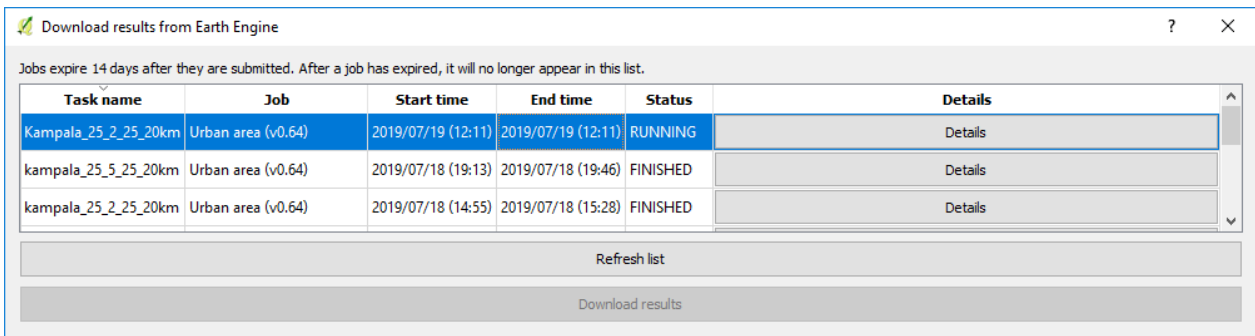 Download results from Earth Engine ?
Jobs expire 14 days after they are submitted. After a job has expired, it will no longer appear in this list.
Task name Job Start time End time Status Details
Kampala_25_2_25_20km Urban area (v0.64) 2019/07/19 (12:11) 2019/07/19 (12:11) RUNNING Details
kampala_25_5_25_20km Urban area (v0.64) 2019/07/18 (19:13) 2019/07/18 (19:46) FINISHED Details
kampala_25_2_25_20km Urban area (v0.64) 2019/07/18 (14:55) 2019/07/18 (15:28) FINISHED Details
Refresh list
Download results